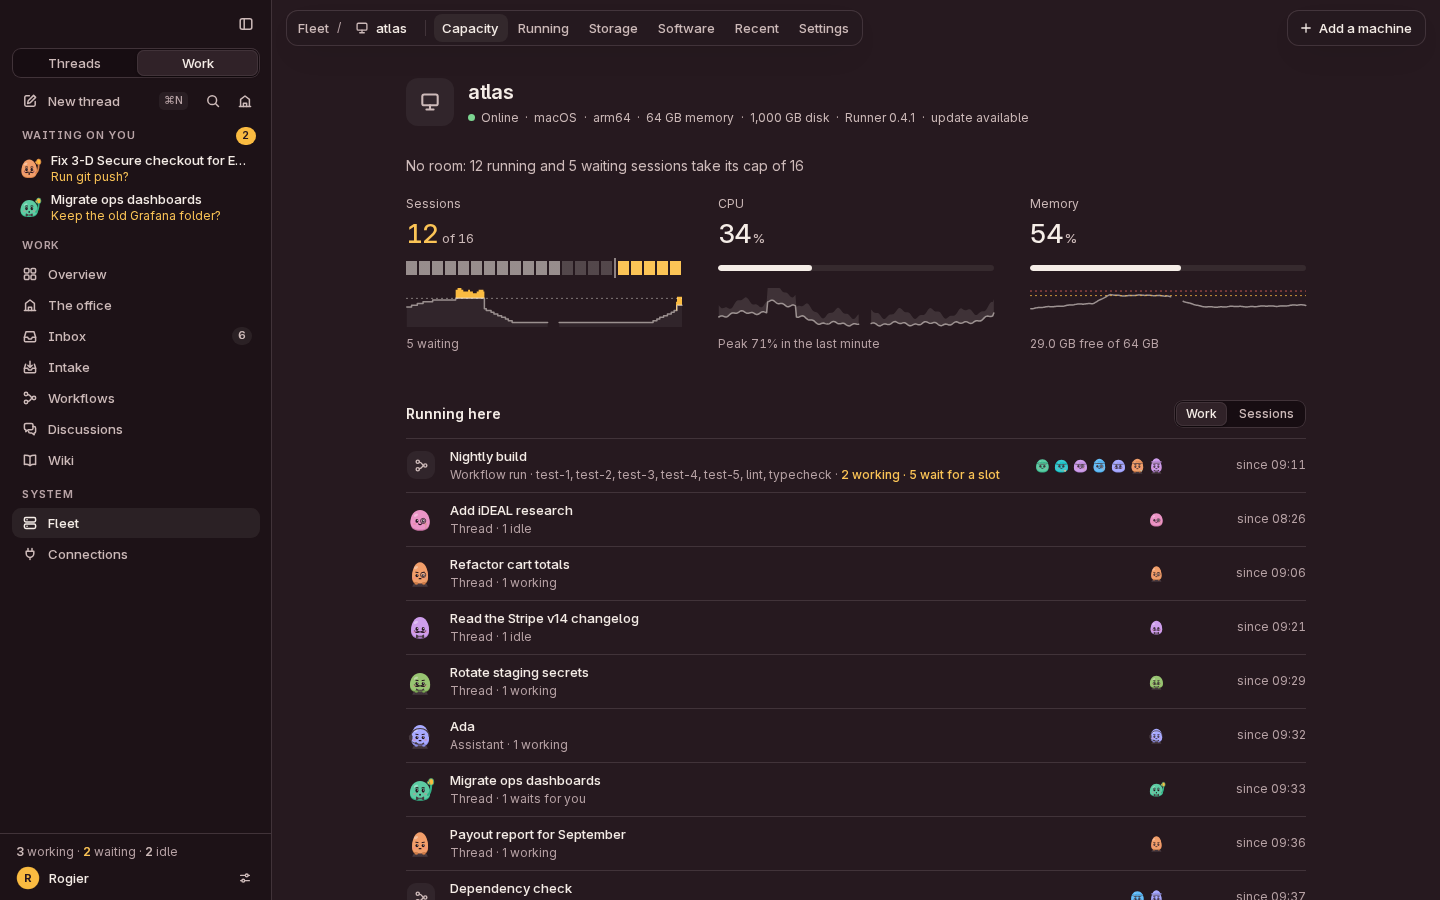 Threads
Work
New thread
⌘N
WAITING ON YOU
2
Fix 3-D Secure checkout for E…
Run git push?
Migrate ops dashboards
Keep the old Grafana folder?
WORK
Overview
The office
Inbox
6
Intake
Workflows
Discussions
Wiki
SYSTEM
Fleet
Connections
3 working · 2 waiting · 2 idle
R
Rogier
Fleet / atlas
Capacity
Running
Storage
Software
Recent
Settings
Add a machine
atlas
Online · macOS · arm64 · 64 GB memory · 1,000 GB disk · Runner 0.4.1 · update available
No room: 12 running and 5 waiting sessions take its cap of 16
Sessions
12 of 16
5 waiting
CPU
34%
Peak 71% in the last minute
Memory
54%
29.0 GB free of 64 GB
Running here
Work
Sessions
Nightly build
Workflow run · test-1, test-2, test-3, test-4, test-5, lint, typecheck · 2 working · 5 wait for a slot
since 09:11
Add iDEAL research
Thread · 1 idle
since 08:26
Refactor cart totals
Thread · 1 working
since 09:06
Read the Stripe v14 changelog
Thread · 1 idle
since 09:21
Rotate staging secrets
Thread · 1 working
since 09:29
Ada
Assistant · 1 working
since 09:32
Migrate ops dashboards
Thread · 1 waits for you
since 09:33
Payout report for September
Thread · 1 working
since 09:36
Dependency check
since 09:37